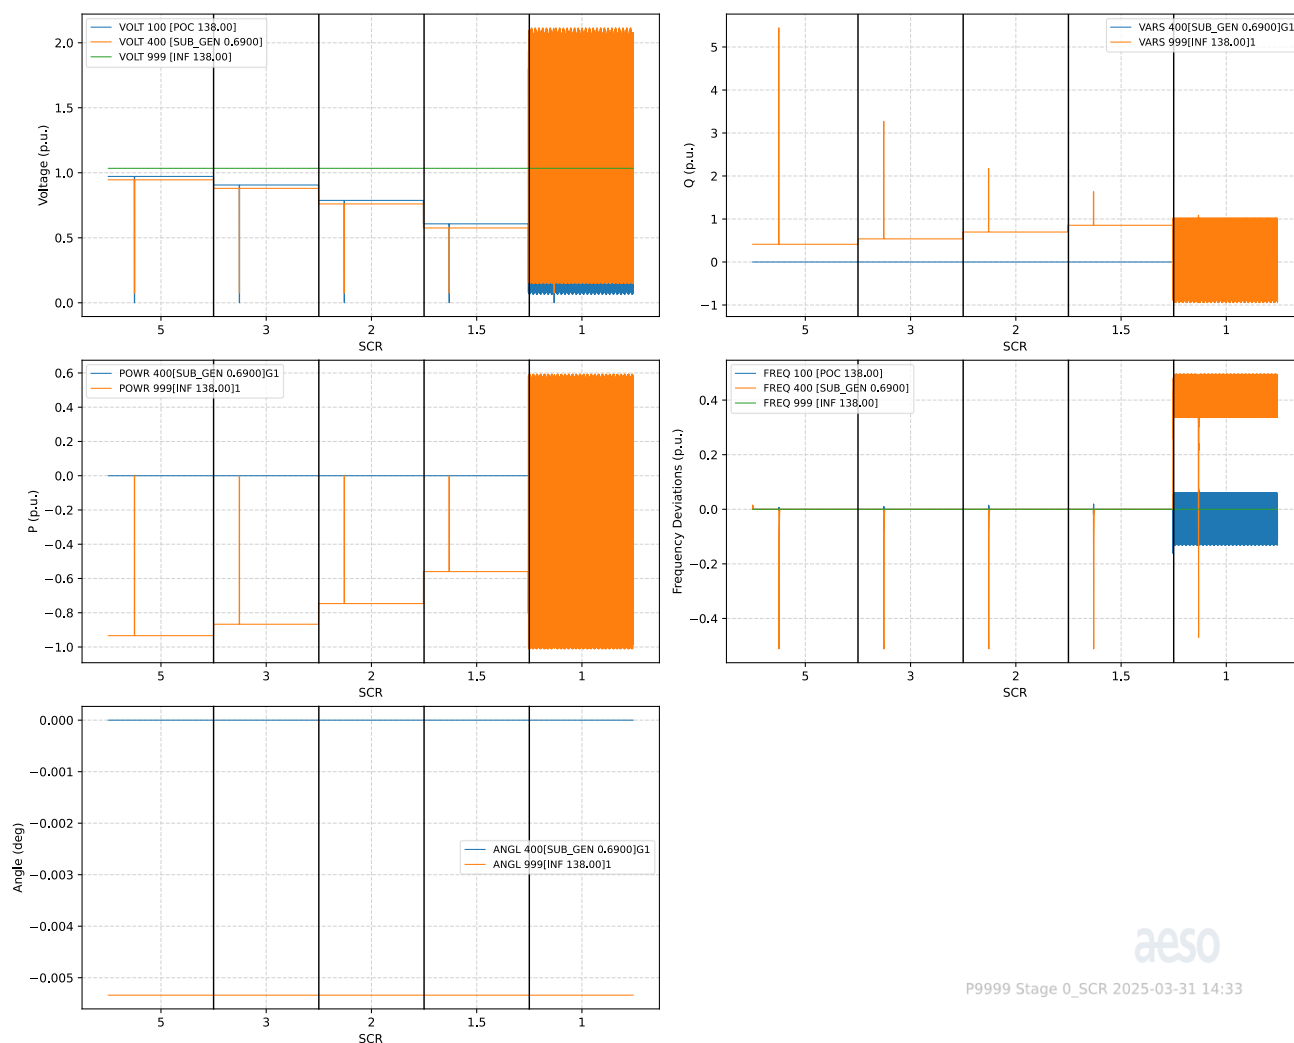 VOLT 100 [POC 138.00]
VOLT 400 [SUB_GEN 0.6900]
VOLT 999 [INF 138.00]
2.0
1.5
1.0
0.5
0.0
Voltage (p.u.)
5 3 2 1.5 1
SCR
VARS 400[SUB_GEN 0.6900]G1
VARS 999[INF 138.00]1
5
4
3
2
1
0
−1
Q (p.u.)
5 3 2 1.5 1
SCR
POWR 400[SUB_GEN 0.6900]G1
POWR 999[INF 138.00]1
0.6
0.4
0.2
0.0
−0.2
−0.4
−0.6
−0.8
−1.0
P (p.u.)
5 3 2 1.5 1
SCR
FREQ 100 [POC 138.00]
FREQ 400 [SUB_GEN 0.6900]
FREQ 999 [INF 138.00]
0.4
0.2
0.0
−0.2
−0.4
Frequency Deviations (p.u.)
5 3 2 1.5 1
SCR
0.000
−0.001
−0.002
−0.003
−0.004
−0.005
Angle (deg)
ANGL 400[SUB_GEN 0.6900]G1
ANGL 999[INF 138.00]1
5 3 2 1.5 1
SCR
aeso
P9999 Stage 0_SCR 2025-03-31 14:33